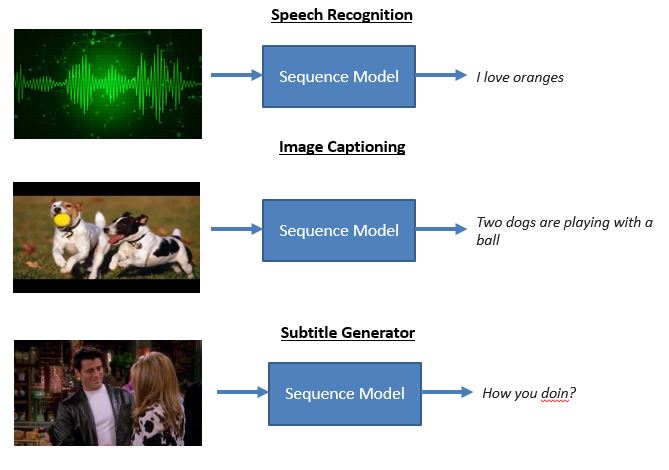 Speech Recognition
Sequence Model
I love oranges
Image Captioning
Sequence Model
Two dogs are playing with a
ball
Subtitle Generator
Sequence Model
How you doin?